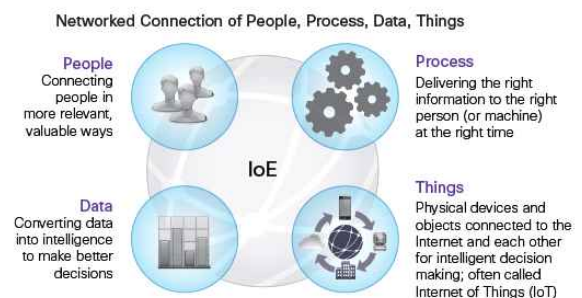 Networked Connection of People, Process, Data, Things
People
Connecting
people in
more relevant,
valuable ways
Process
Delivering the right
information to the right
person (or machine)
at the right time
IoE
Data
Converting data
into intelligence
to make better
decisions
Things
Physical devices and
objects connected to the
Internet and each other
for intelligent decision
making; often called
Internet of Things (IoT)